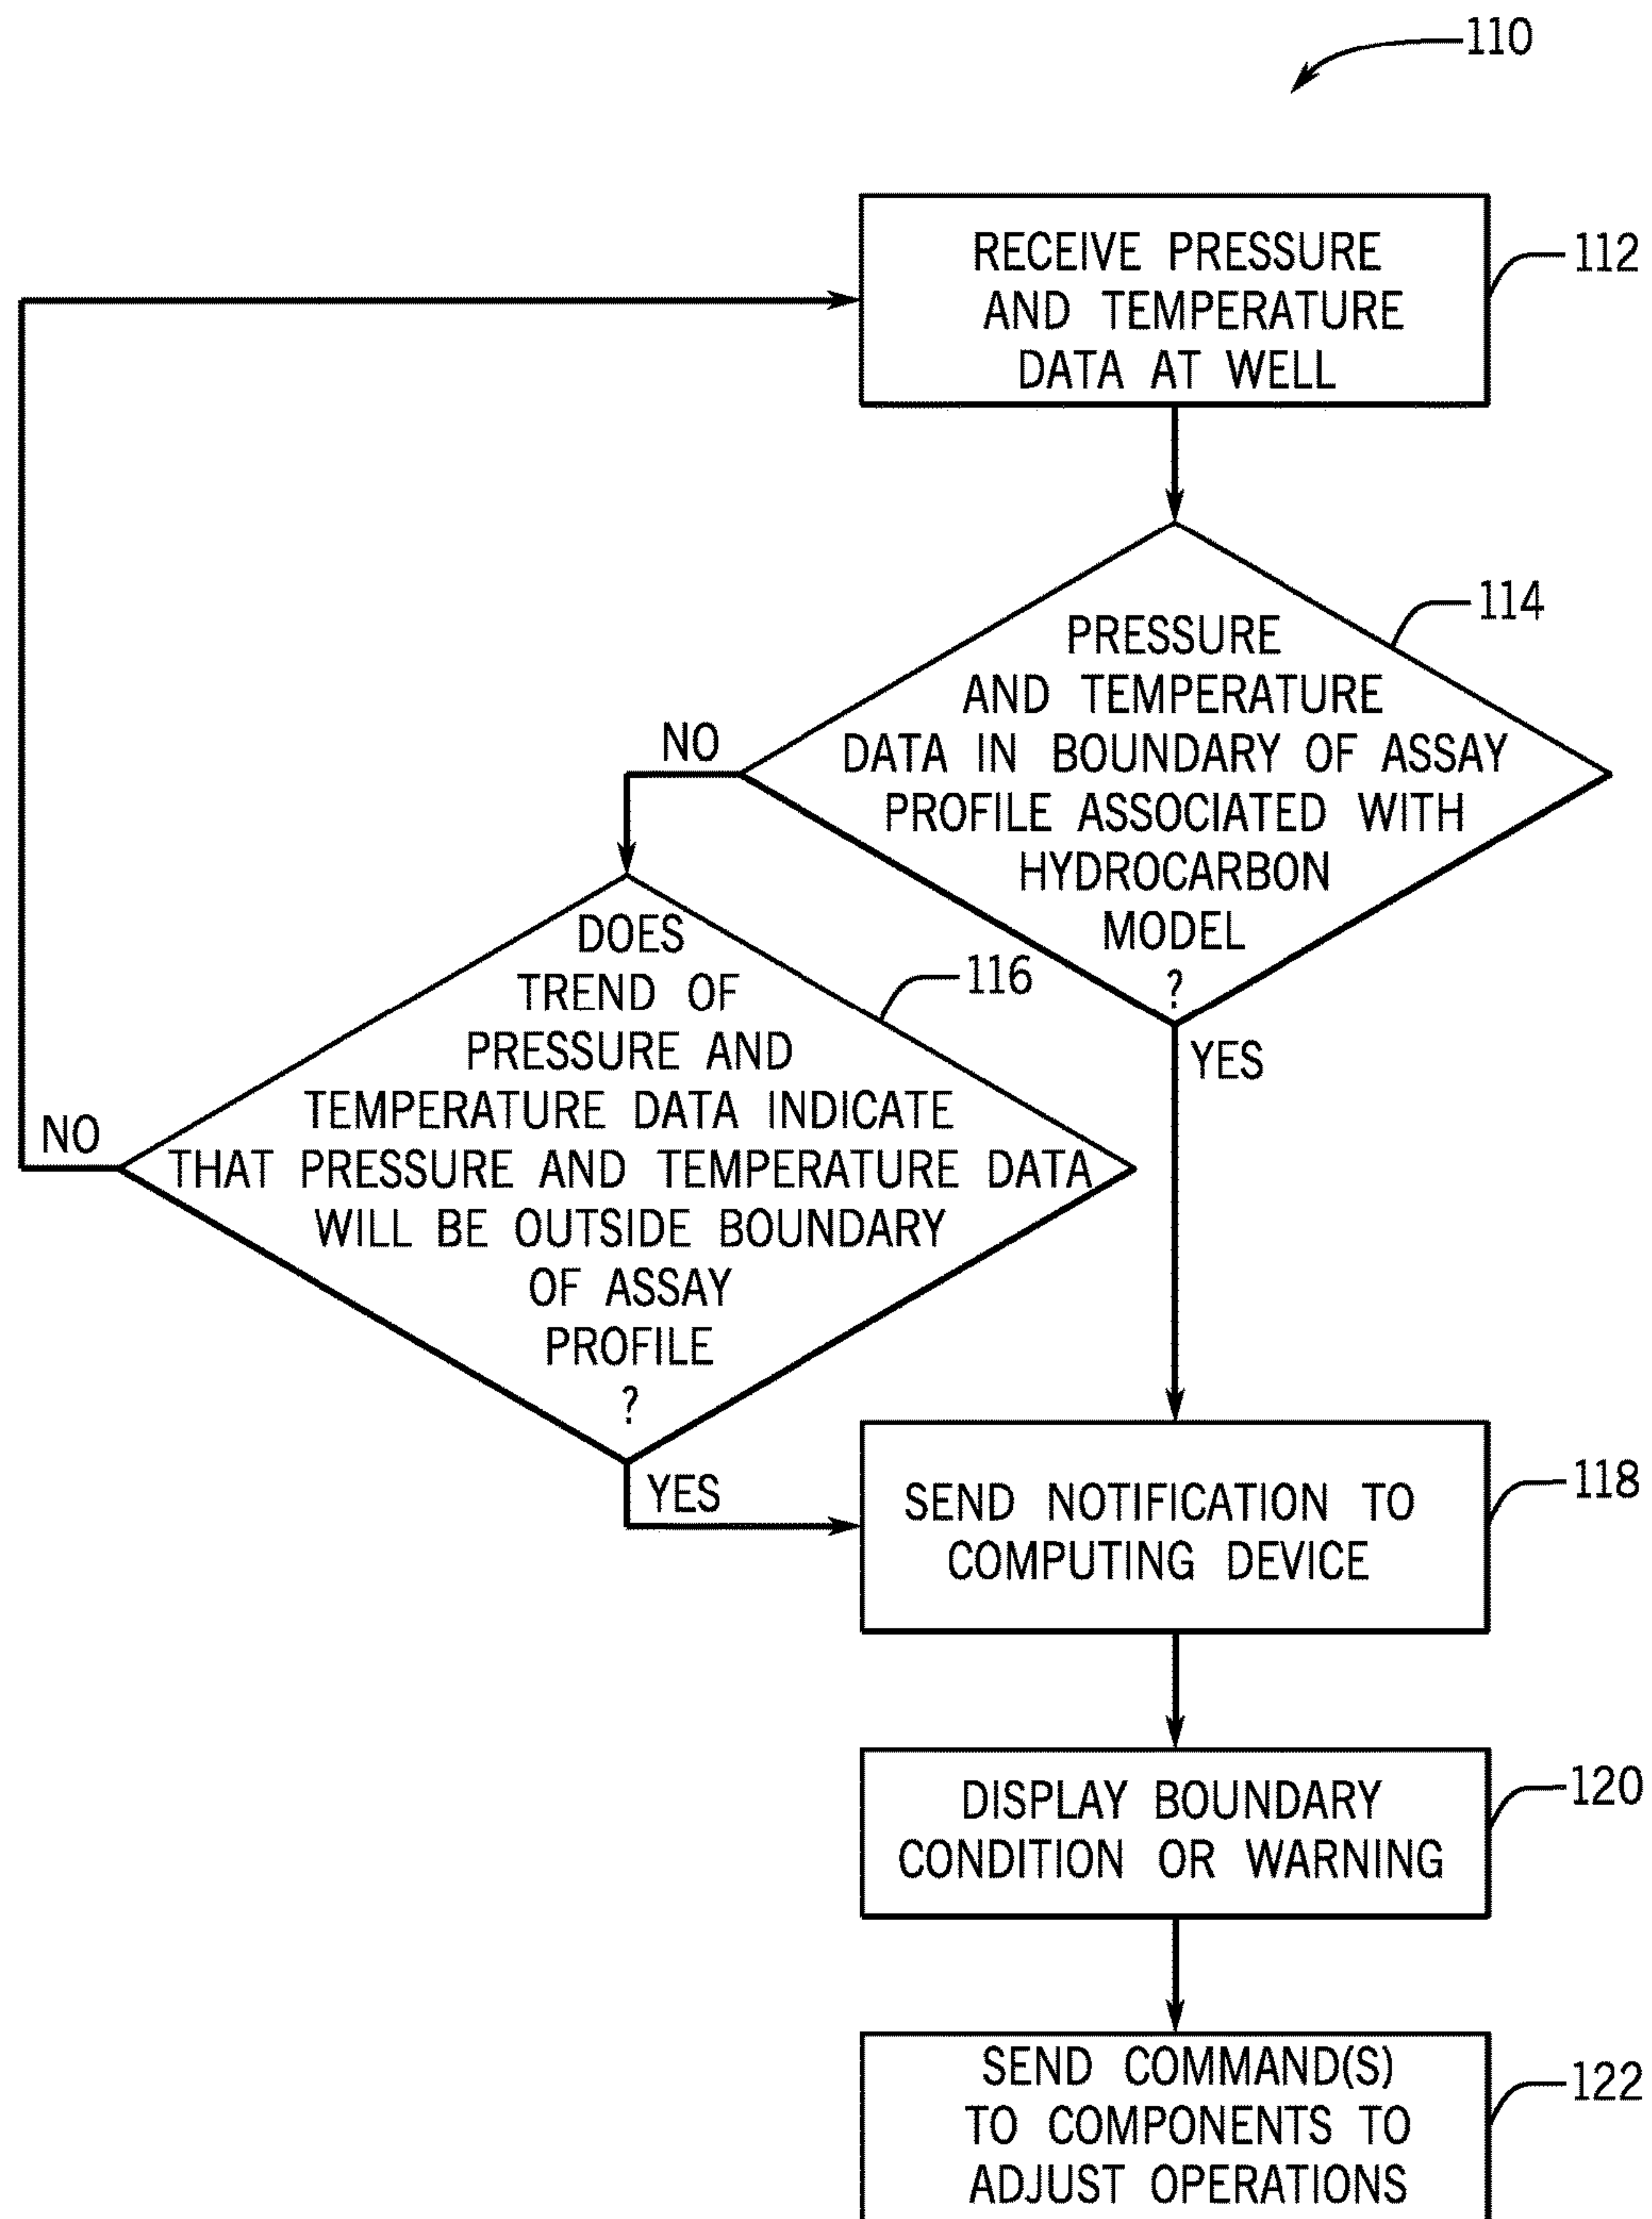 110
RECEIVE PRESSURE
AND TEMPERATURE
DATA AT WELL
112
PRESSURE
AND TEMPERATURE
DATA IN BOUNDARY OF ASSAY
PROFILE ASSOCIATED WITH
HYDROCARBON
MODEL
?
114
NO
YES
DOES
TREND OF
PRESSURE AND
TEMPERATURE DATA INDICATE
THAT PRESSURE AND TEMPERATURE DATA
WILL BE OUTSIDE BOUNDARY
OF ASSAY
PROFILE
?
116
NO
YES
SEND NOTIFICATION TO
COMPUTING DEVICE
118
DISPLAY BOUNDARY
CONDITION OR WARNING
120
SEND COMMAND(S)
TO COMPONENTS TO
ADJUST OPERATIONS
122